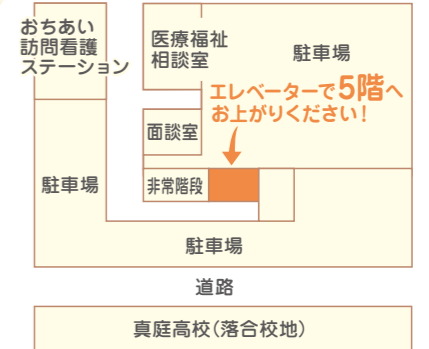 おちあい
訪問看護
ステーション
医療福祉
相談室
駐車場
エレベーターで5階へ
お上がりください!
面談室
駐車場
非常階段
駐車場
道路
真庭高校(落合校地)